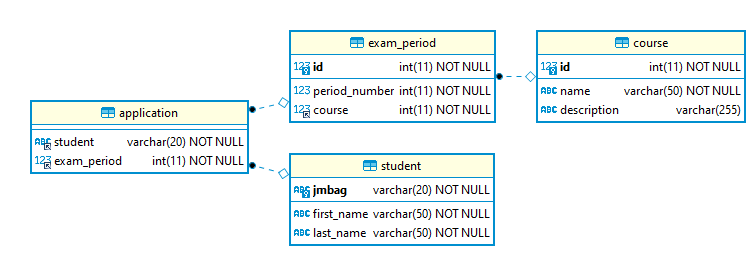 exam_period
123 id int(11) NOT NULL
123 period_number int(11) NOT NULL
123 course int(11) NOT NULL
course
123 id int(11) NOT NULL
ABC name varchar(50) NOT NULL
ABC description varchar(255)
application
ABC student varchar(20) NOT NULL
123 exam_period int(11) NOT NULL
student
ABC jmbag varchar(20) NOT NULL
ABC first_name varchar(50) NOT NULL
ABC last_name varchar(50) NOT NULL